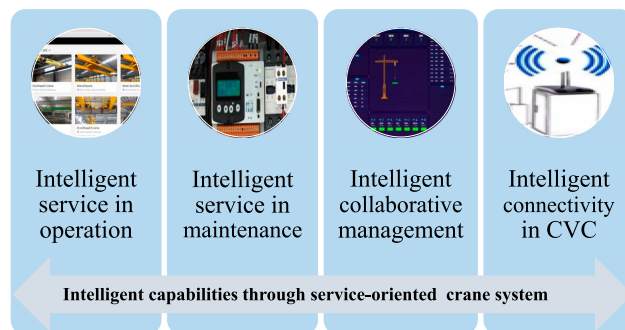 Intelligent
service in
operation
Intelligent
service in
maintenance
Intelligent
collaborative
management
Intelligent
connectivity
in CVC
Intelligent capabilities through service-oriented crane system